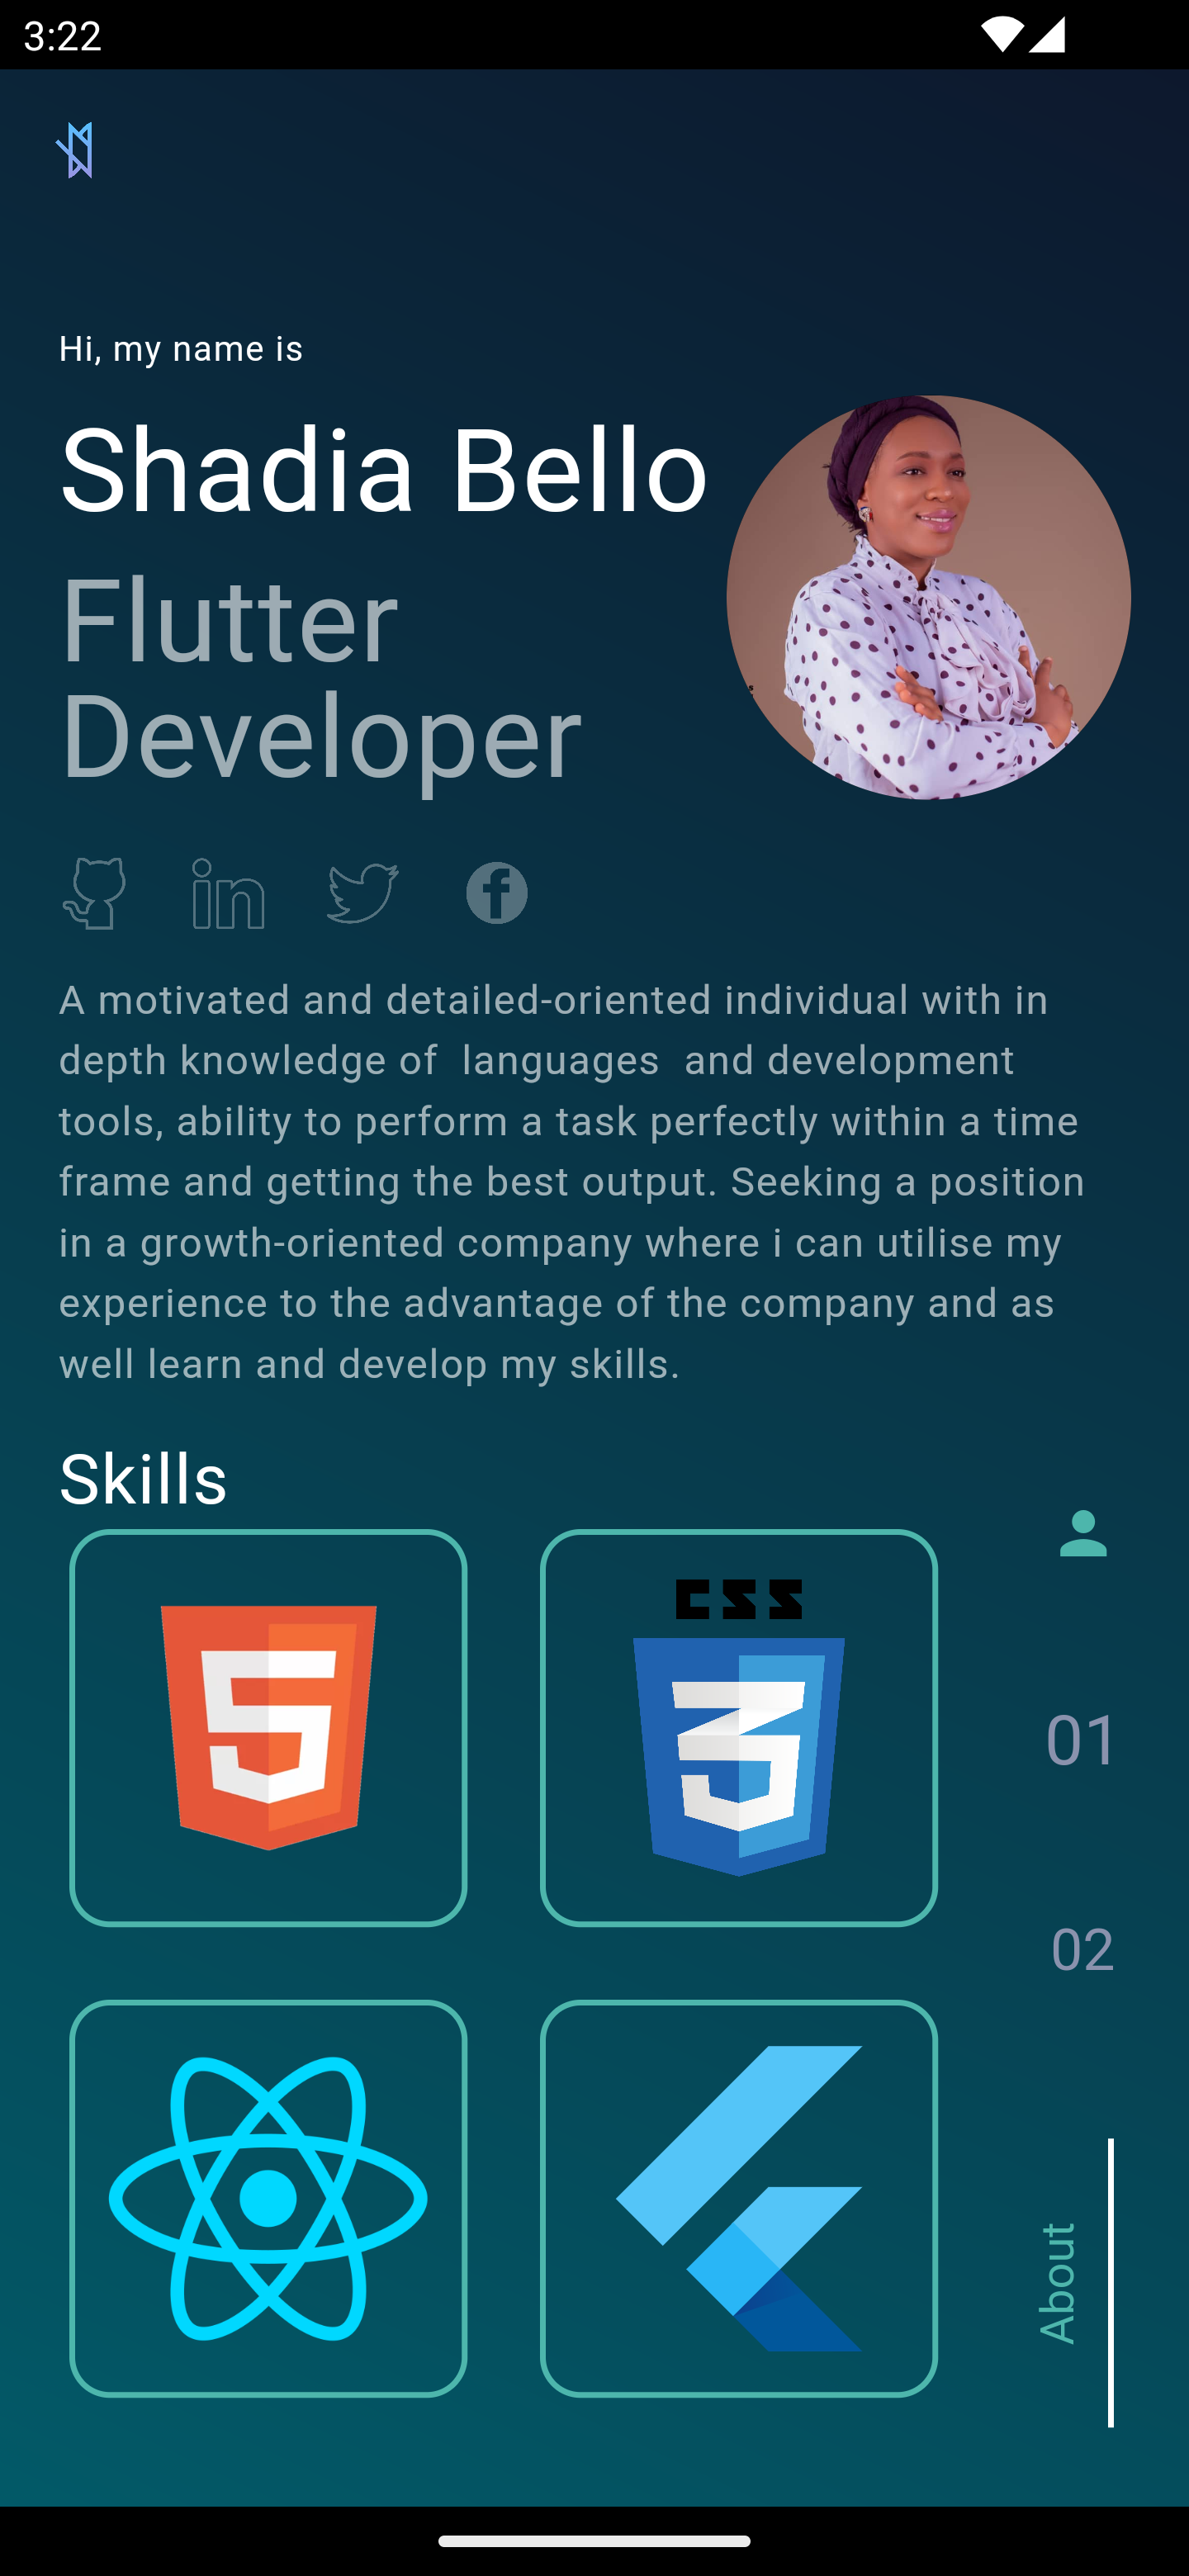 3:22
Hi, my name is
Shadia Bello
Flutter
Developer
A motivated and detailed-oriented individual with in
depth knowledge of  languages  and development
tools, ability to perform a task perfectly within a time
frame and getting the best output. Seeking a position
in a growth-oriented company where i can utilise my
experience to the advantage of the company and as
well learn and develop my skills.
Skills
5
CSS
3
01
02
About